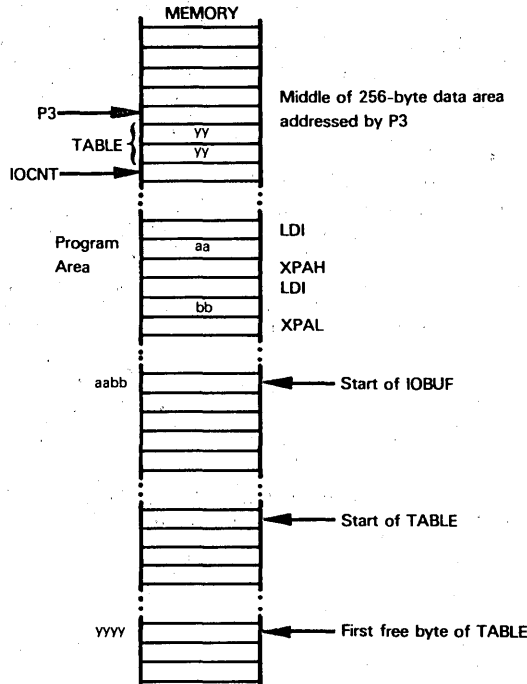 MEMORY
Middle of 256-byte data area
addressed by P3
P3
yy
TABLE
yy
IOCNT
LDI
Program
Area
aa
XPAH
LDI
bb
XPAL
aabb
Start of IOBUF
Start of TABLE
yyyy
First free byte of TABLE